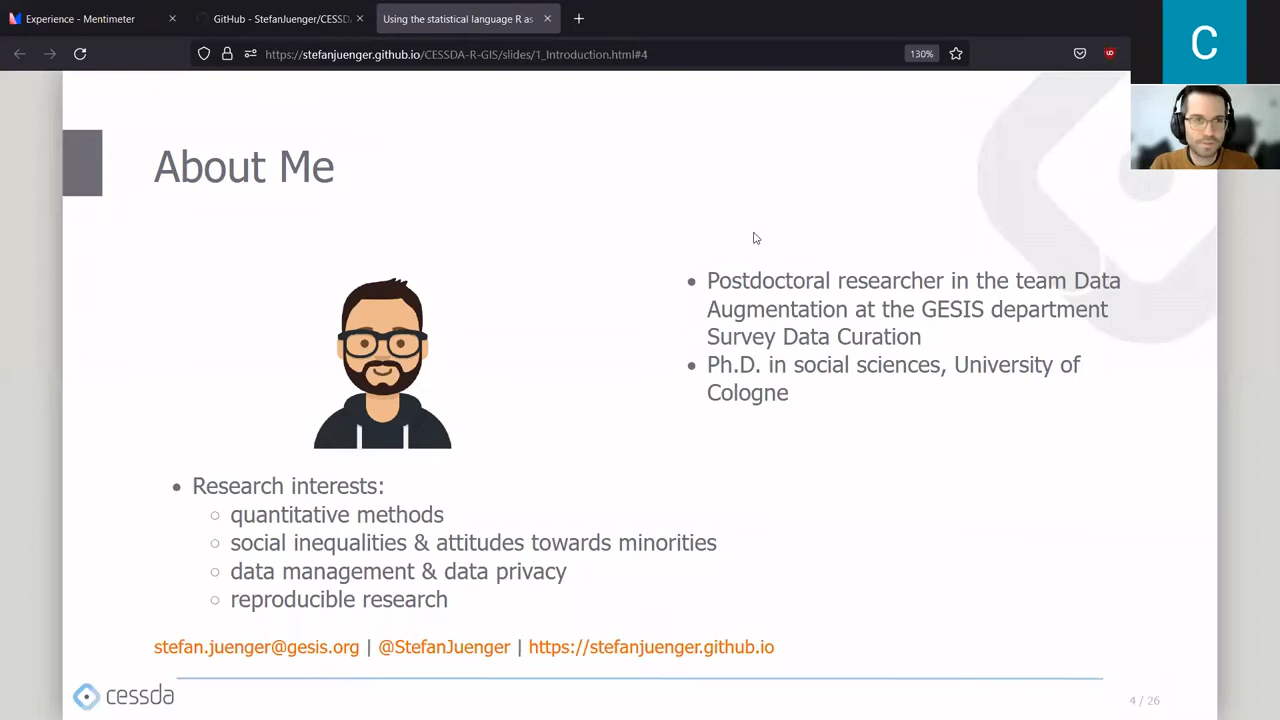 Experience - Mentimeter
GitHub - StefanJuenger/CESSDA
Using the statistical language R as
https://stefanjuenger.github.io/CESSDA-R-GIS/slides/1_Introduction.html#4
130%
C
About Me
• Postdoctoral researcher in the team Data
Augmentation at the GESIS department
Survey Data Curation
• Ph.D. in social sciences, University of
Cologne
• Research interests:
○ quantitative methods
○ social inequalities & attitudes towards minorities
○ data management & data privacy
○ reproducible research
stefan.juenger@gesis.org | @StefanJuenger | https://stefanjuenger.github.io
cessda
4 / 26